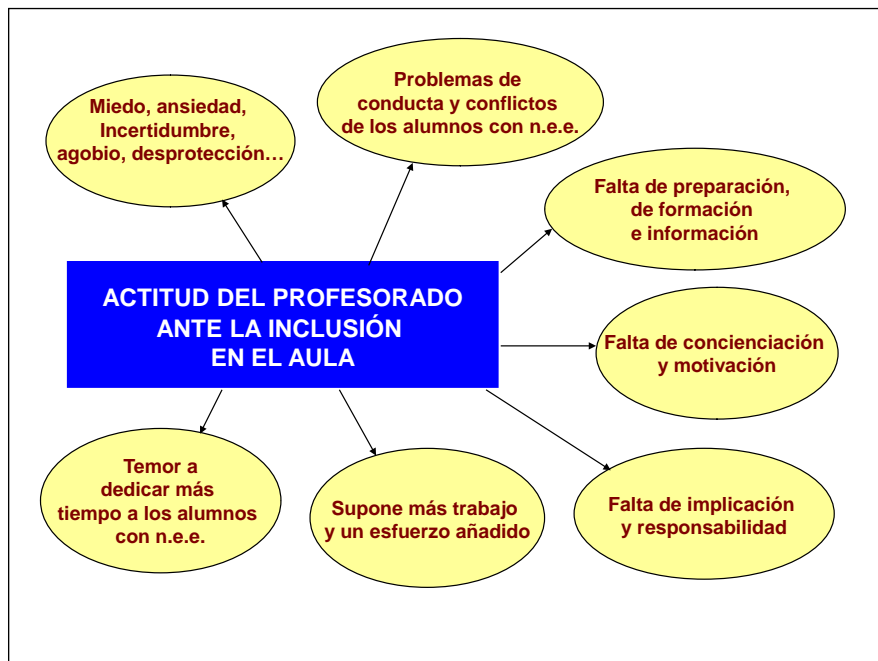 Miedo, ansiedad,
Incertidumbre,
agobio, desprotección…
Problemas de
conducta y conflictos
de los alumnos con n.e.e.
Falta de preparación,
de formación
e información
ACTITUD DEL PROFESORADO
ANTE LA INCLUSIÓN
EN EL AULA
Falta de concienciación
y motivación
Temor a
dedicar más
tiempo a los alumnos
con n.e.e.
Supone más trabajo
y un esfuerzo añadido
Falta de implicación
y responsabilidad